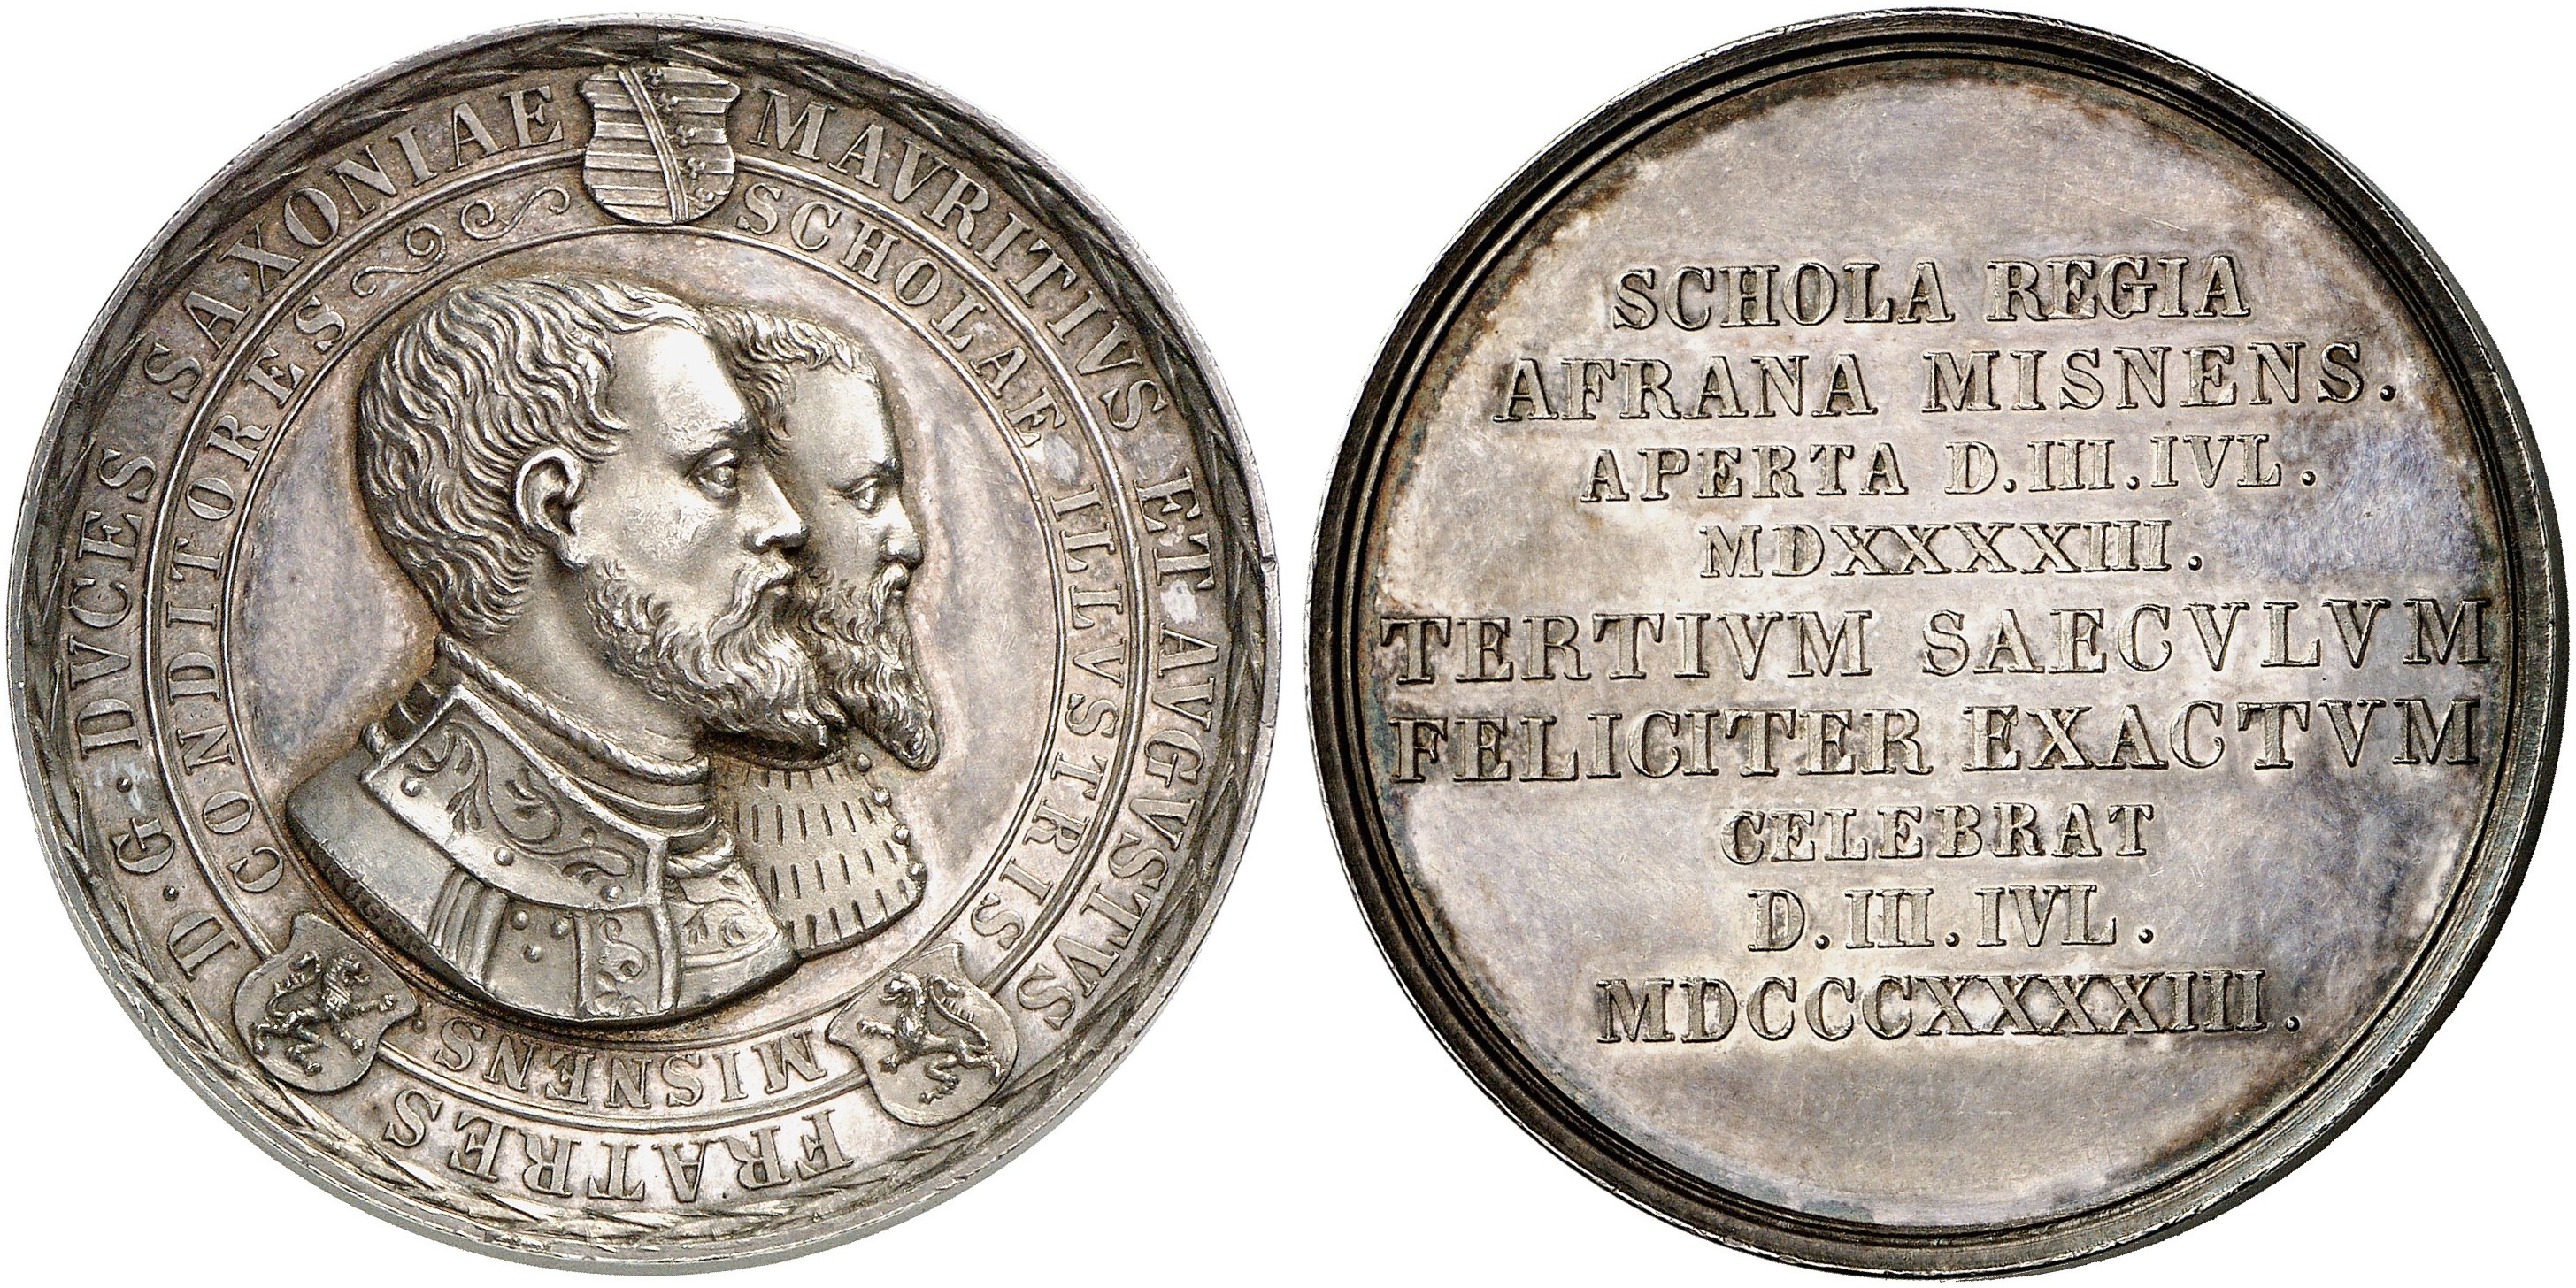 MAVRITIVS ET AVGVSTVS FRATRES D.G. DVCES SAXONIAE
SCHOLAE ILLVSTRIS MISNENS. CONDITORES
SCHOLA REGIA
AFRANA MISNENS.
APERTA D.III.IVL.
MDXXXXIII.
TERTIVM SAECVLVM
FELICITER EXACTVM
CELEBRAT
D.III.IVL.
MDCCCXXXXIII.